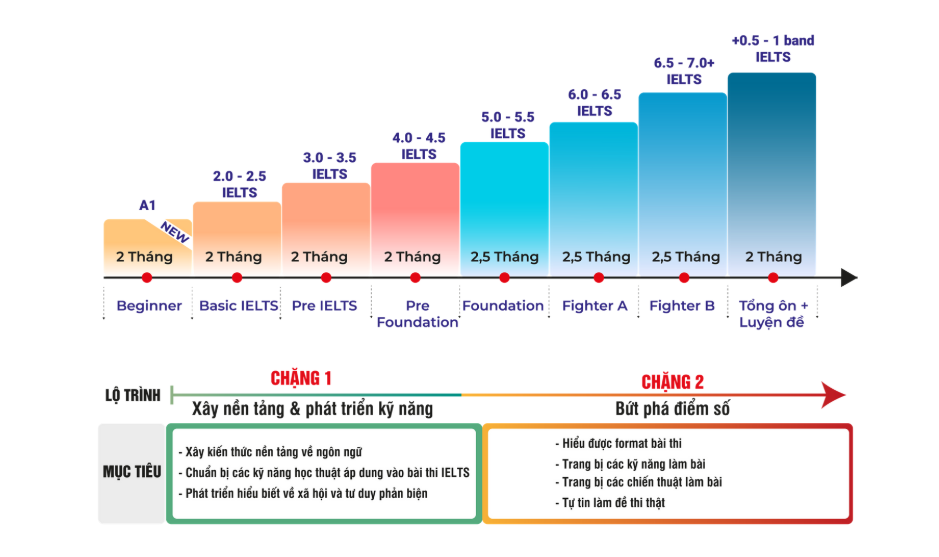 +0.5 - 1 band
IELTS
6.5 - 7.0+
IELTS
6.0 - 6.5
IELTS
5.0 - 5.5
IELTS
4.0 - 4.5
IELTS
3.0 - 3.5
IELTS
2.0 - 2.5
IELTS
A1
NEW
2 Tháng 2 Tháng 2 Tháng 2 Tháng 2,5 Tháng 2,5 Tháng 2,5 Tháng 2 Tháng
Beginner Basic IELTS Pre IELTS Pre Foundation Foundation Fighter A Fighter B Tổng ôn + Luyện đề
LỘ TRÌNH
CHẶNG 1
Xây nền tảng & phát triển kỹ năng
CHẶNG 2
Bứt phá điểm số
MỤC TIÊU
- Xây kiến thức nền tảng về ngôn ngữ
- Chuẩn bị các kỹ năng học thuật áp dụng vào bài thi IELTS
- Phát triển hiểu biết về xã hội và tư duy phản biện
- Hiểu được format bài thi
- Trang bị các kỹ năng làm bài
- Trang bị các chiến thuật làm bài
- Tự tin làm đề thi thật